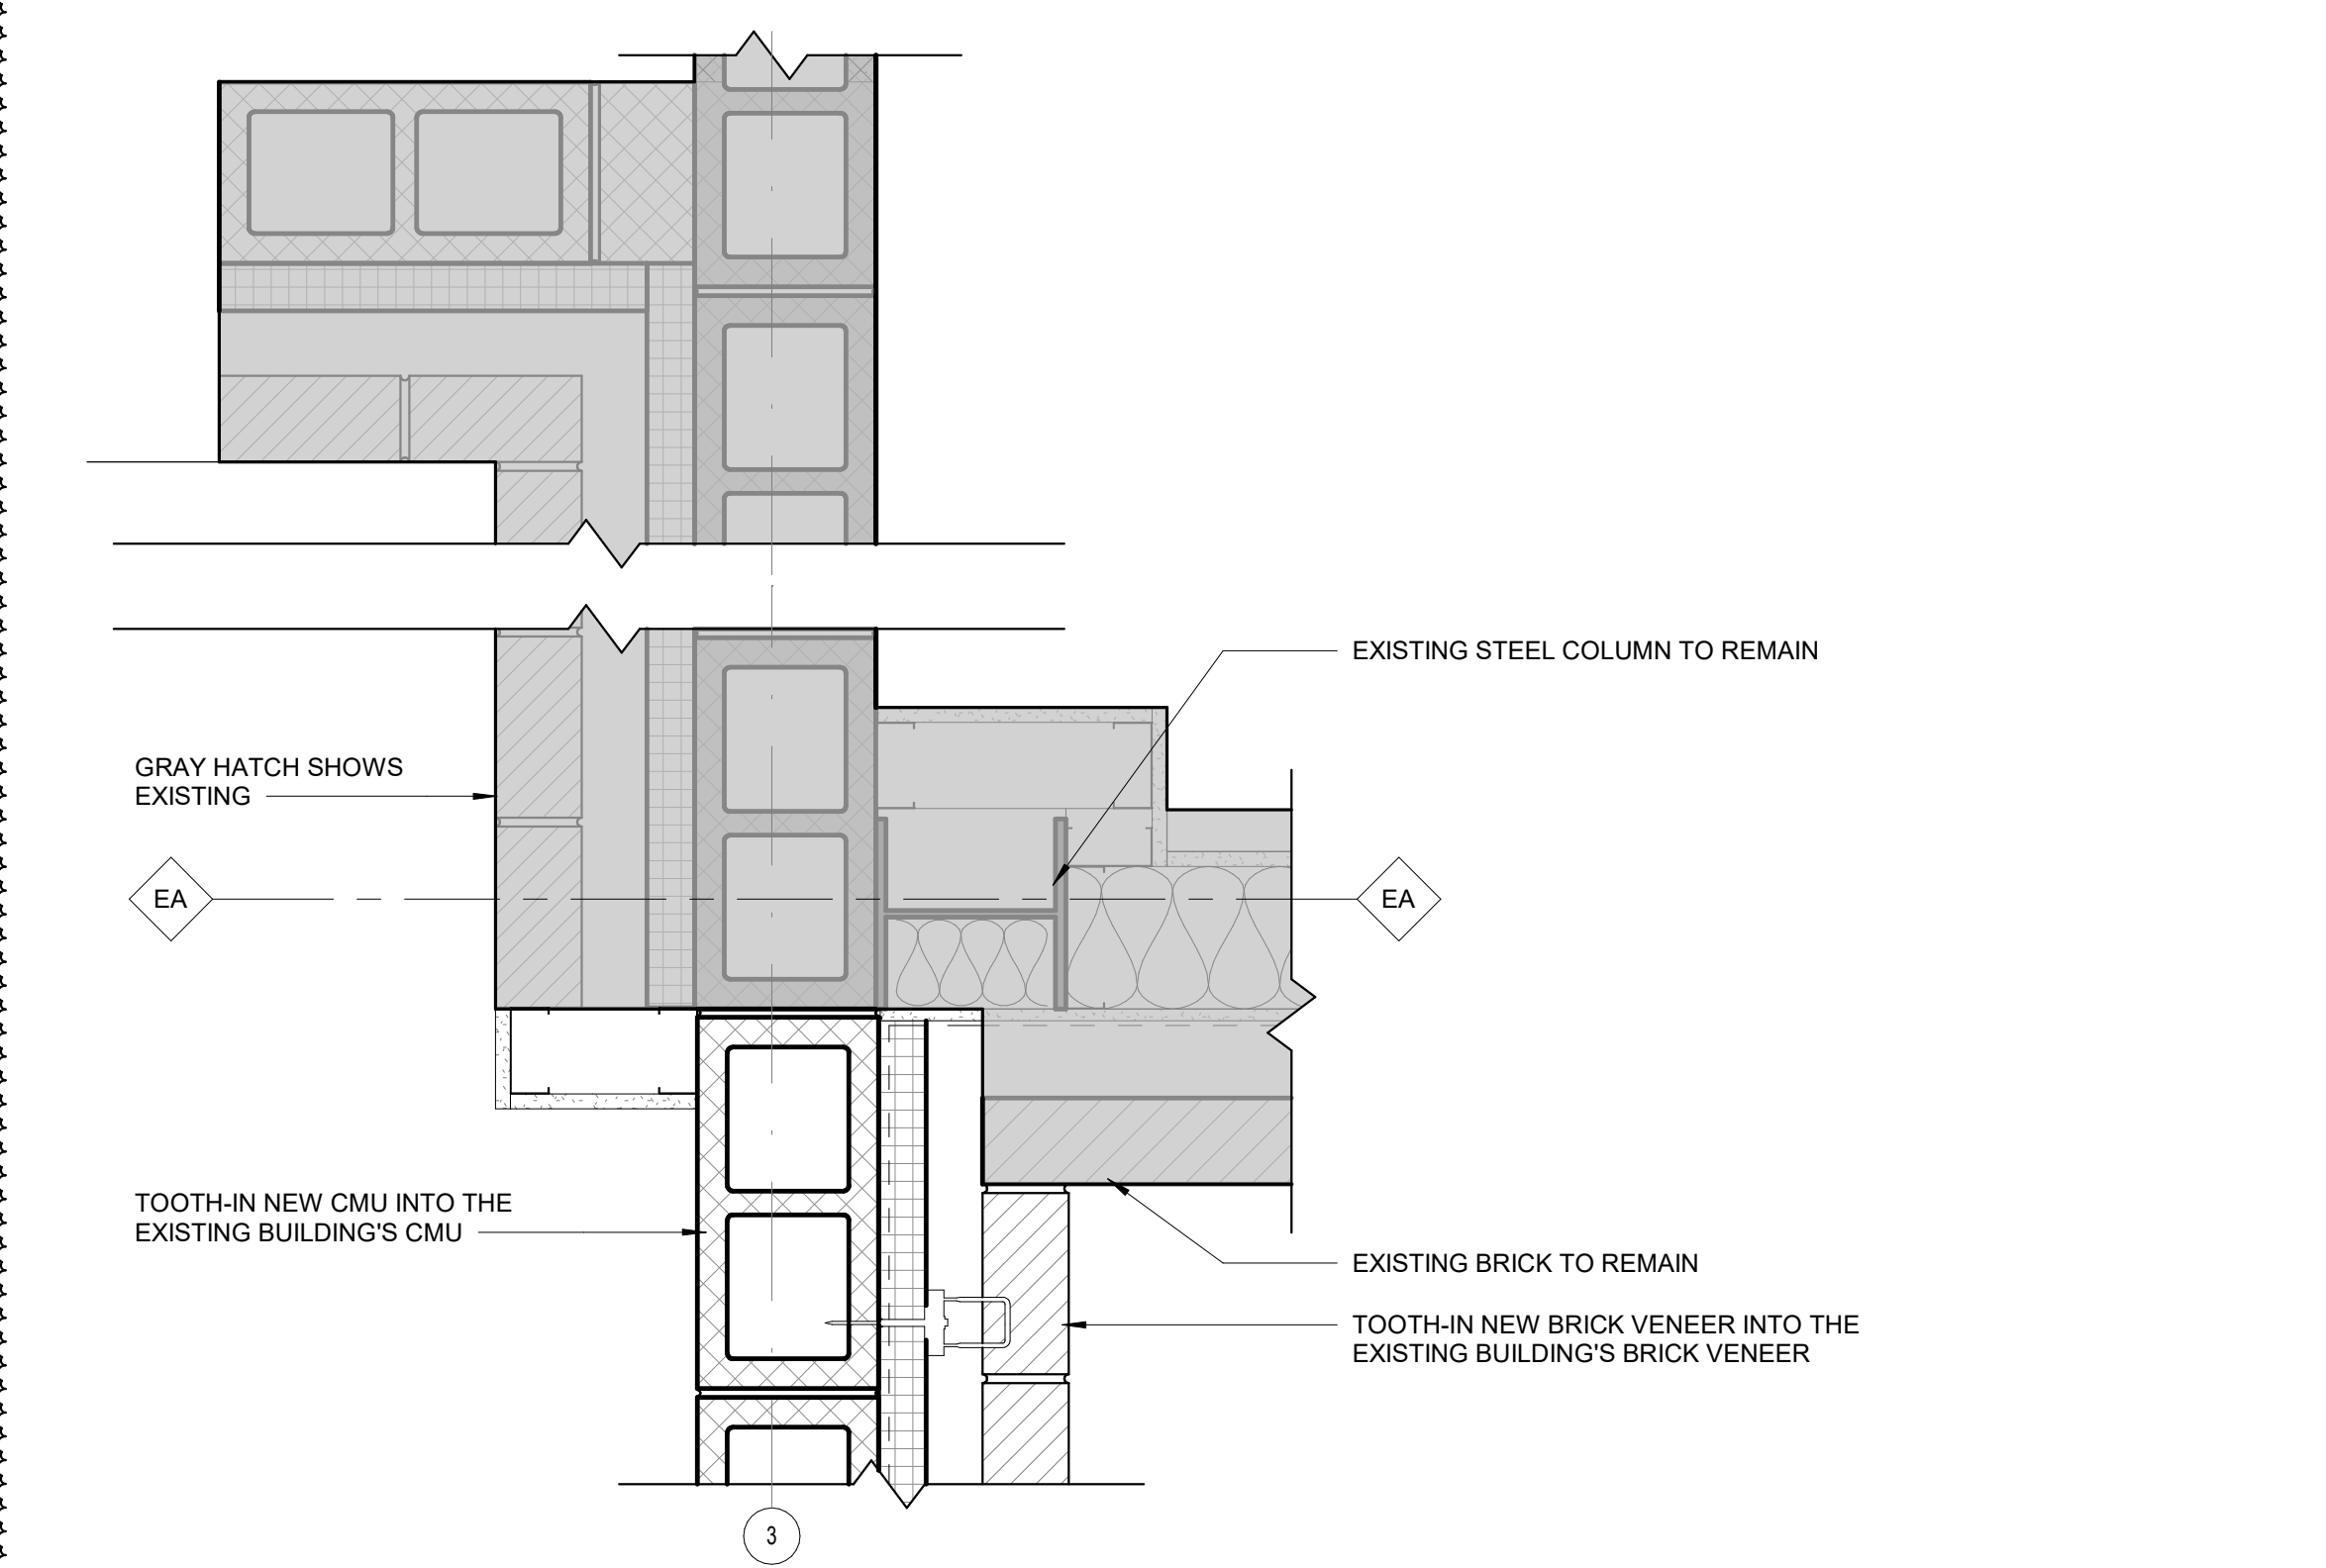 EXISTING STEEL COLUMN TO REMAIN
GRAY HATCH SHOWS
EXISTING
EA
EA
TOOTH-IN NEW CMU INTO THE
EXISTING BUILDING'S CMU
EXISTING BRICK TO REMAIN
TOOTH-IN NEW BRICK VENEER INTO THE
EXISTING BUILDING'S BRICK VENEER
3